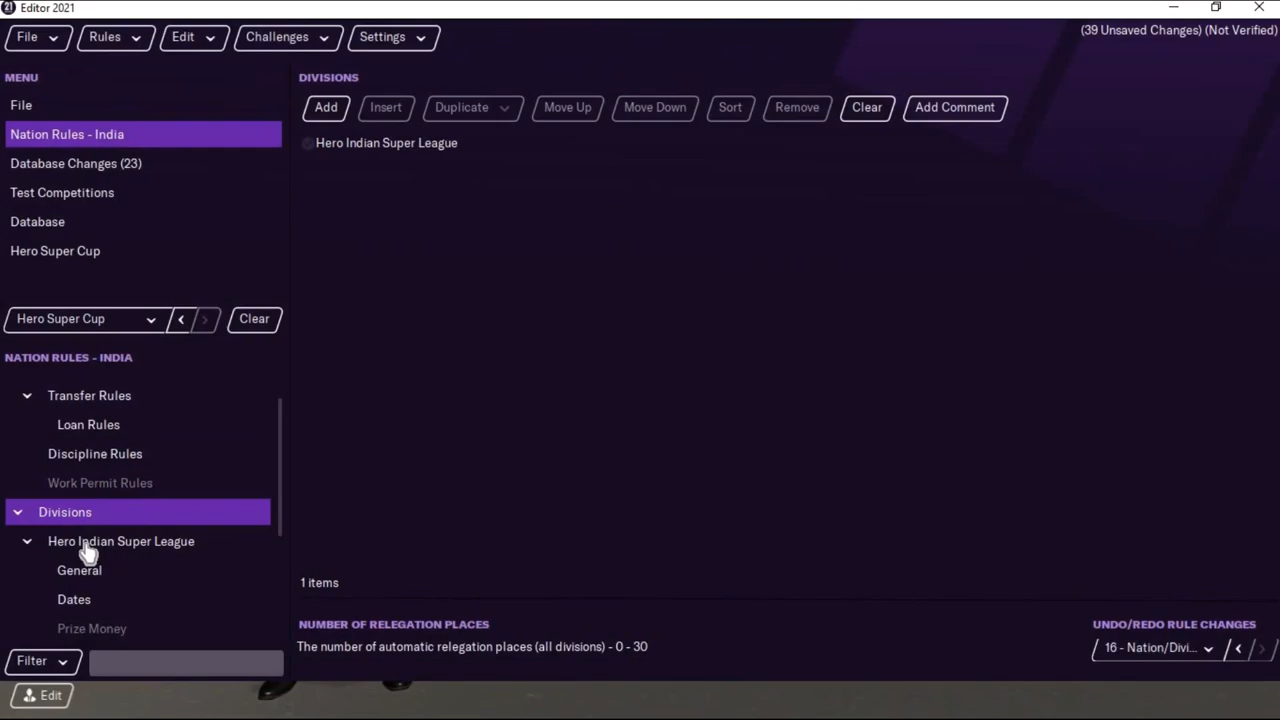 21 Editor 2021
File Rules Edit Challenges Settings (39 Unsaved Changes) (Not Verified)
MENU
File
Nation Rules - India
Database Changes (23)
Test Competitions
Database
Hero Super Cup
Hero Super Cup Clear
NATION RULES - INDIA
Transfer Rules
Loan Rules
Discipline Rules
Work Permit Rules
Divisions
Hero Indian Super League
General
Dates
Prize Money
Filter
Edit
DIVISIONS
Add Insert Duplicate Move Up Move Down Sort Remove Clear Add Comment
Hero Indian Super League
1 items
NUMBER OF RELEGATION PLACES
The number of automatic relegation places (all divisions) - 0 - 30
UNDO/REDO RULE CHANGES
16 - Nation/Divi...